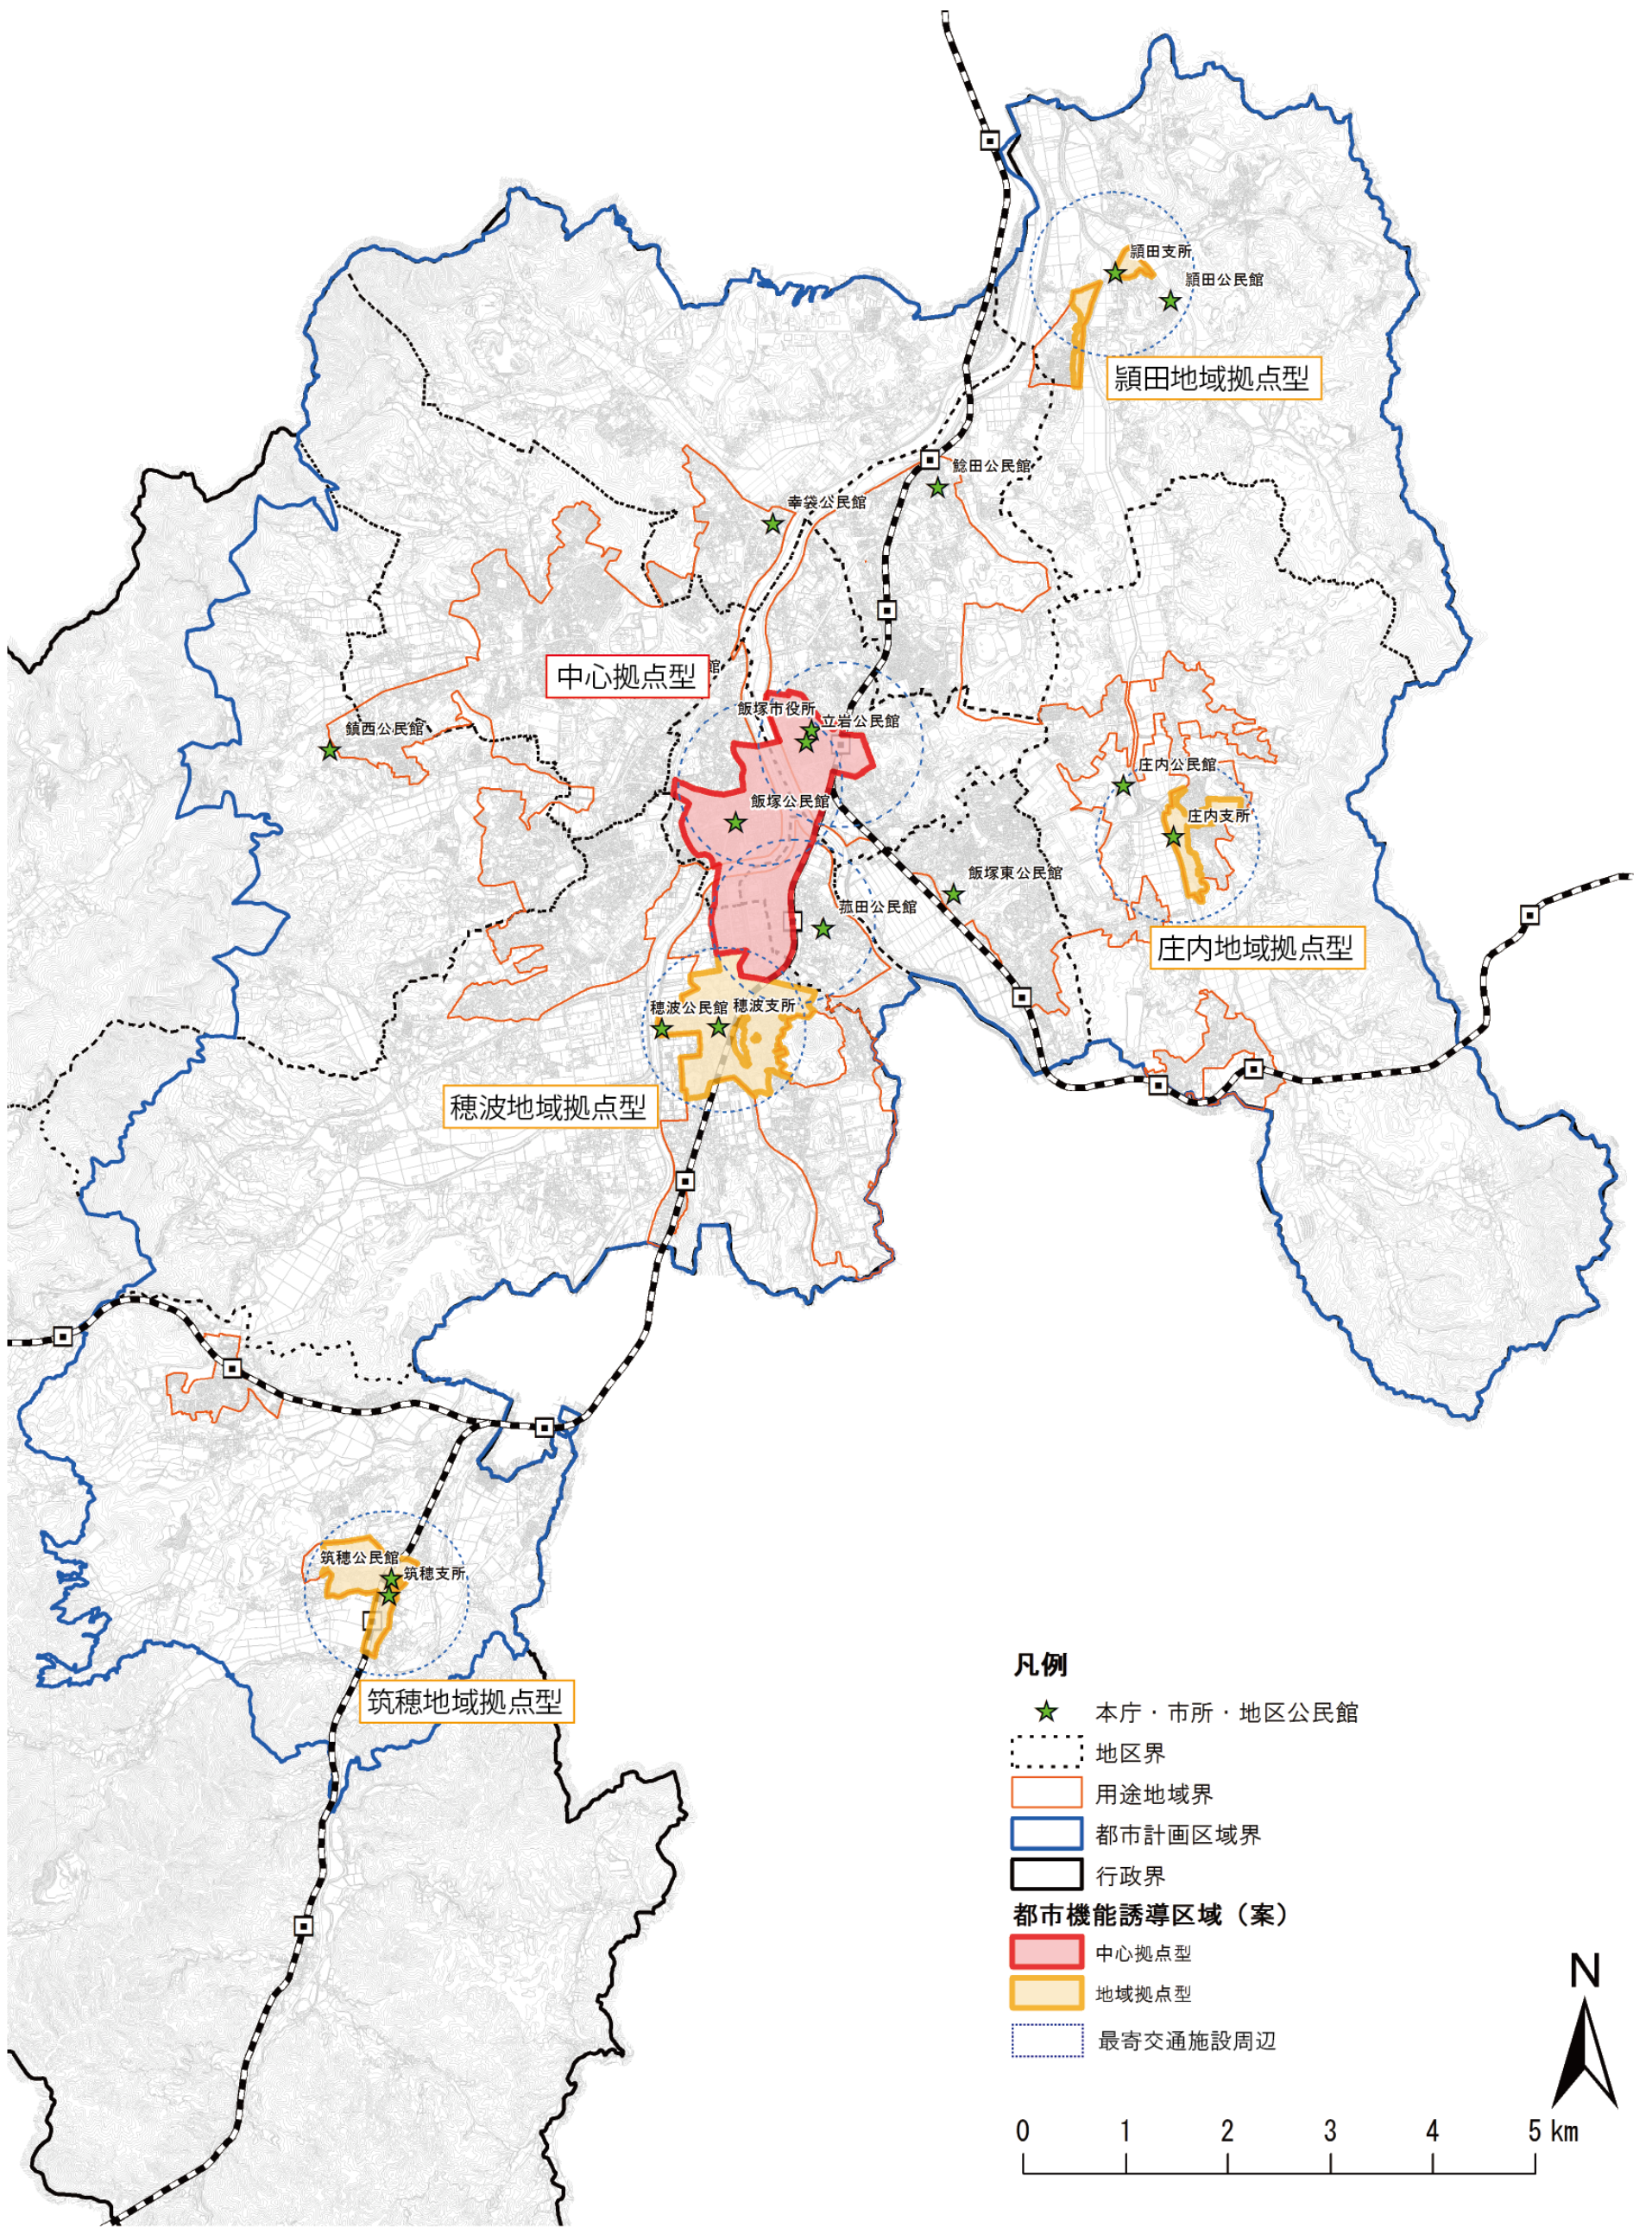 頴田支所
頴田公民館
頴田地域拠点型
鯰田公民館
幸袋公民館
館
中心拠点型
飯塚市役所
立岩公民館
鎮西公民館
庄内公民館
飯塚公民館
庄内支所
飯塚東公民館
菰田公民館
庄内地域拠点型
穂波公民館
穂波支所
穂波地域拠点型
筑穂公民館
筑穂支所
筑穂地域拠点型
凡例
本庁・市所・地区公民館
地区界
用途地域界
都市計画区域界
行政界
都市機能誘導区域（案）
中心拠点型
地域拠点型
最寄交通施設周辺
N
0 1 2 3 4 5 km